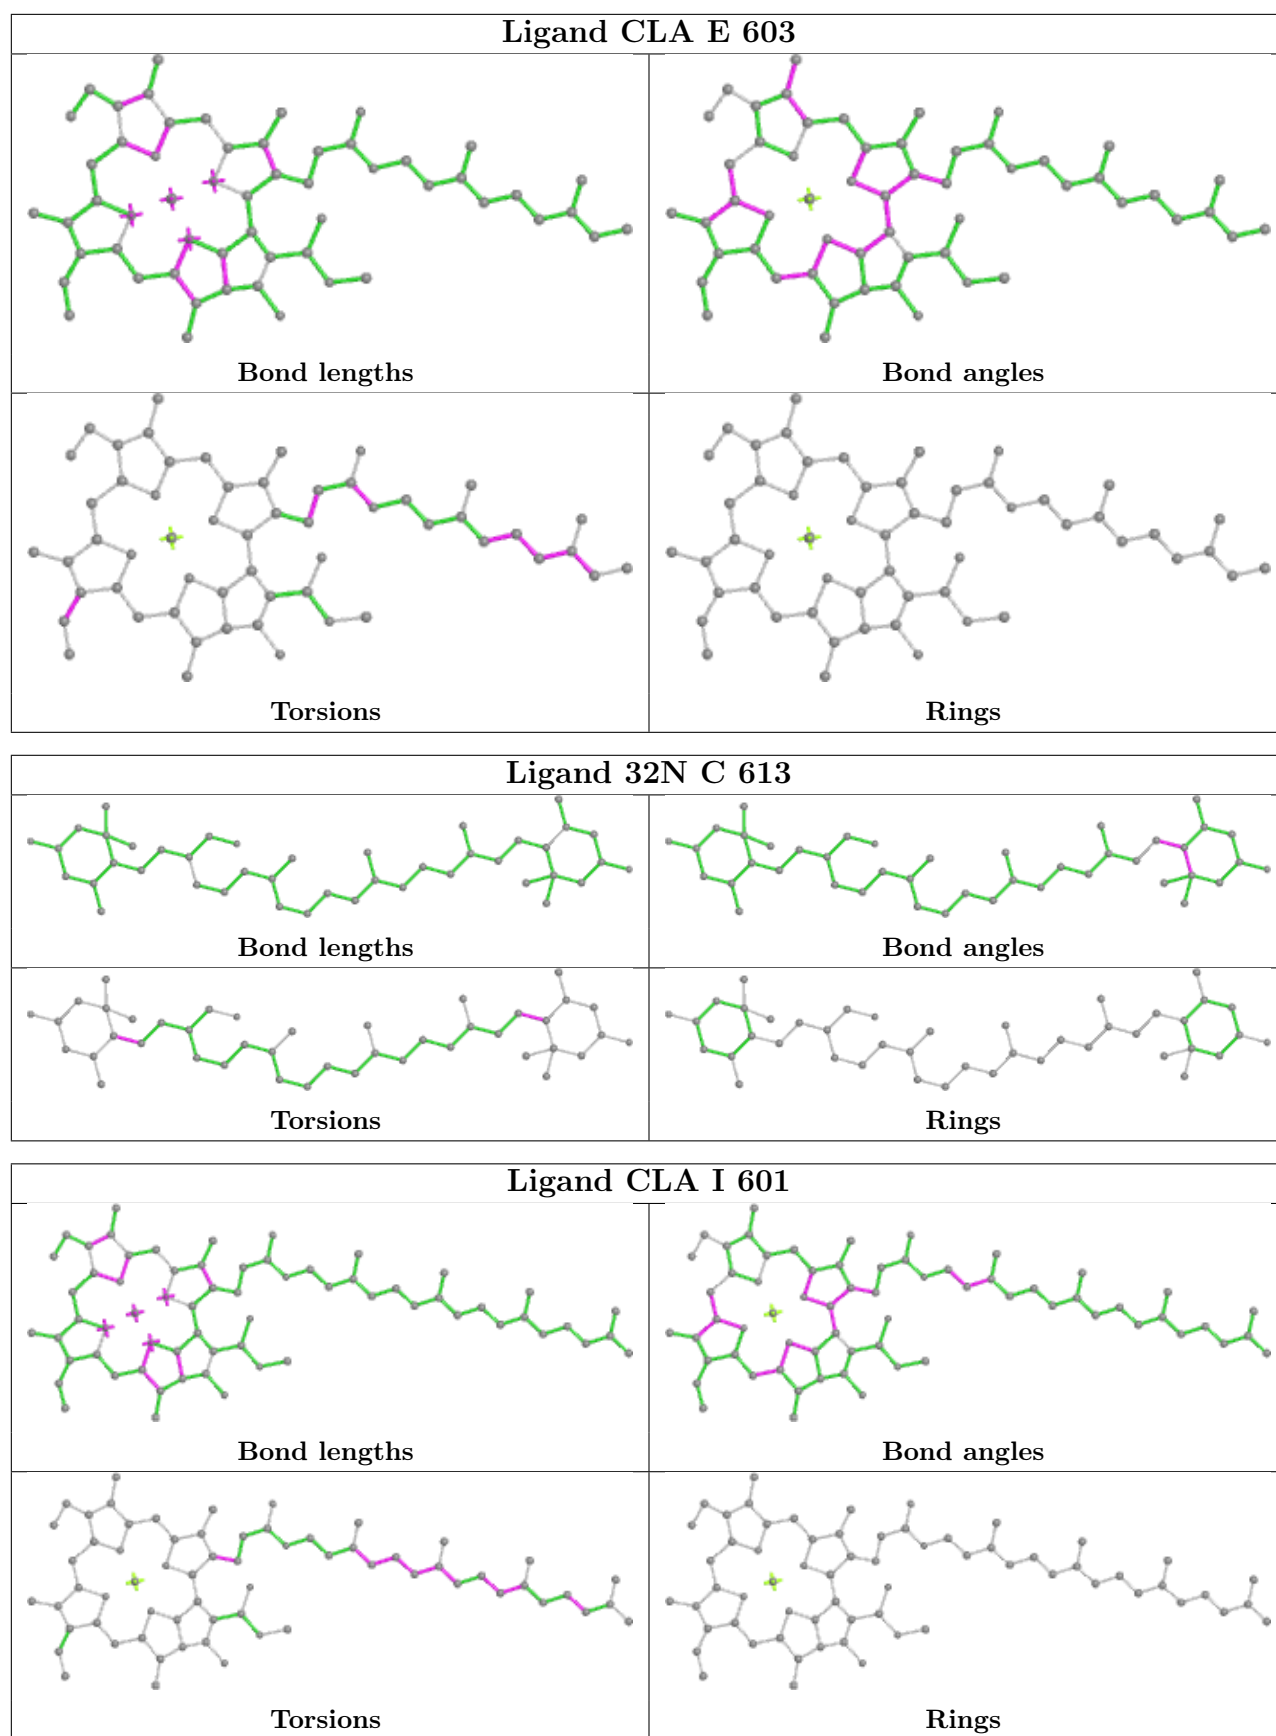 Ligand CLA E 603
Bond lengths
Bond angles
Torsions
Rings
Ligand 32N C 613
Bond lengths
Bond angles
Torsions
Rings
Ligand CLA I 601
Bond lengths
Bond angles
Torsions
Rings